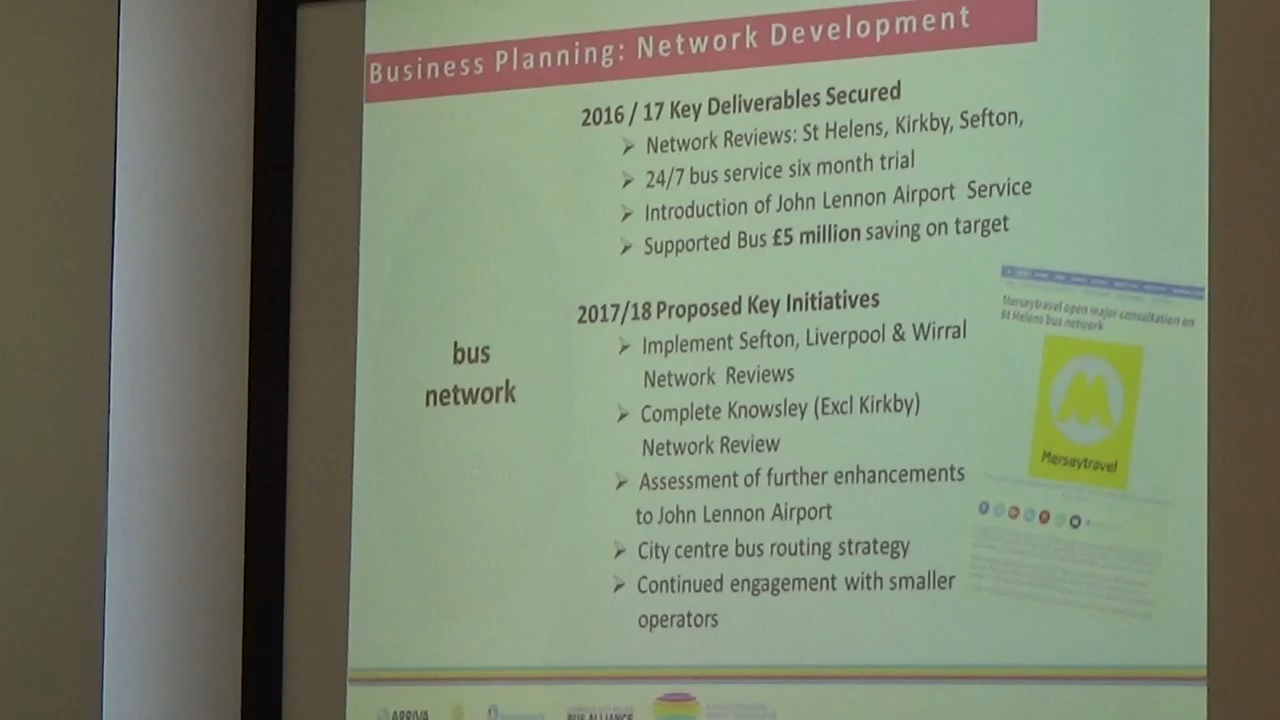 Business Planning: Network Development
2016 / 17 Key Deliverables Secured
Network Reviews: St Helens, Kirkby, Sefton,
24/7 bus service six month trial
Introduction of John Lennon Airport Service
Supported Bus £5 million saving on target
2017/18 Proposed Key Initiatives
Implement Sefton, Liverpool & Wirral
Network Reviews
Complete Knowsley (Excl Kirkby)
Network Review
Assessment of further enhancements
to John Lennon Airport
City centre bus routing strategy
Continued engagement with smaller
operators
bus
network
Merseytravel open major consultation on
St Helens bus network
Merseytravel
ARRIVA
BUS ALLIANCE